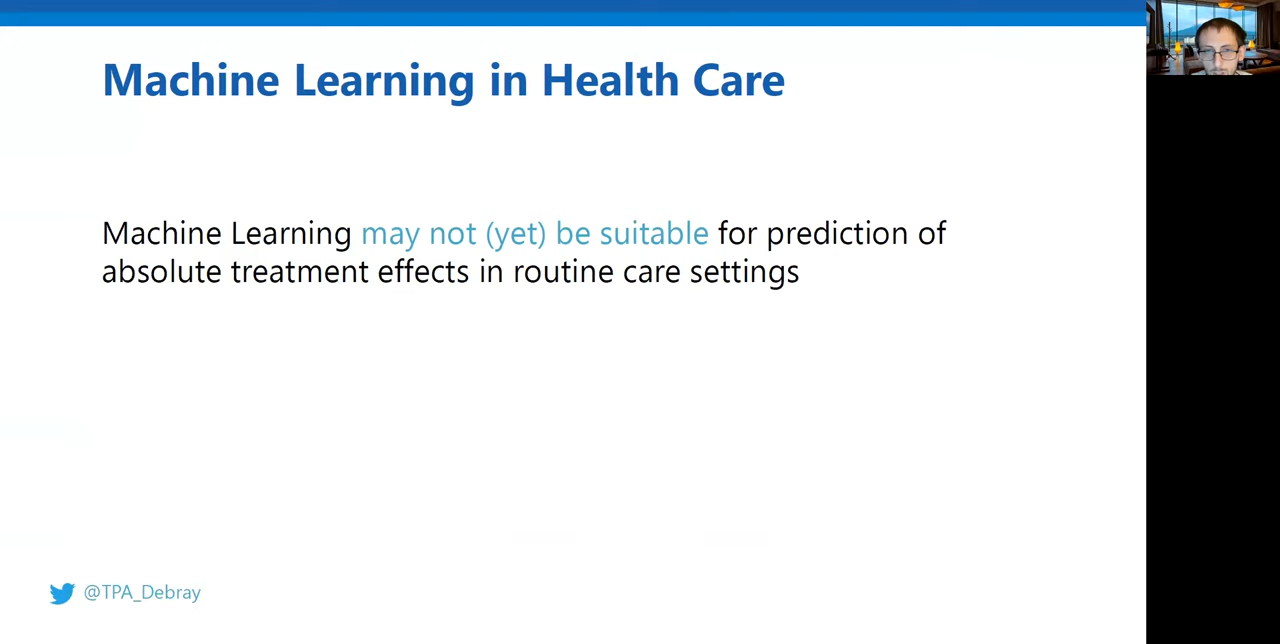 Machine Learning in Health Care
Machine Learning may not (yet) be suitable for prediction of
absolute treatment effects in routine care settings
@TPA_Debray